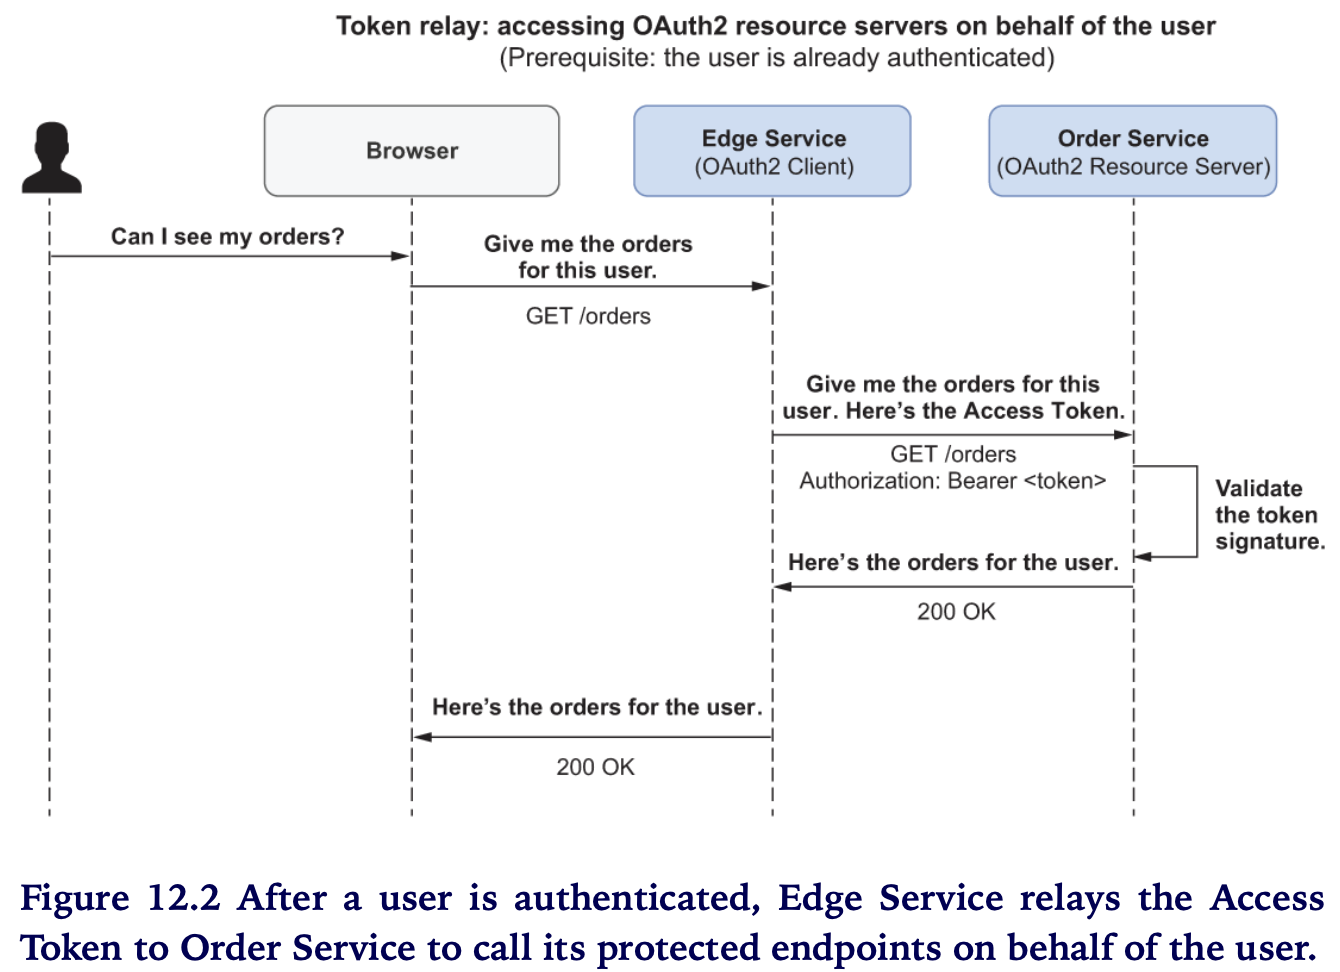 Token relay: accessing OAuth2 resource servers on behalf of the user
(Prerequisite: the user is already authenticated)
Browser
Edge Service
(OAuth2 Client)
Order Service
(OAuth2 Resource Server)
Can I see my orders?
Give me the orders
for this user.
GET /orders
Give me the orders for this
user. Here’s the Access Token.
GET /orders
Authorization: Bearer <token>
Validate
the token
signature.
Here’s the orders for the user.
200 OK
Here’s the orders for the user.
200 OK
Figure 12.2 After a user is authenticated, Edge Service relays the Access
Token to Order Service to call its protected endpoints on behalf of the user.